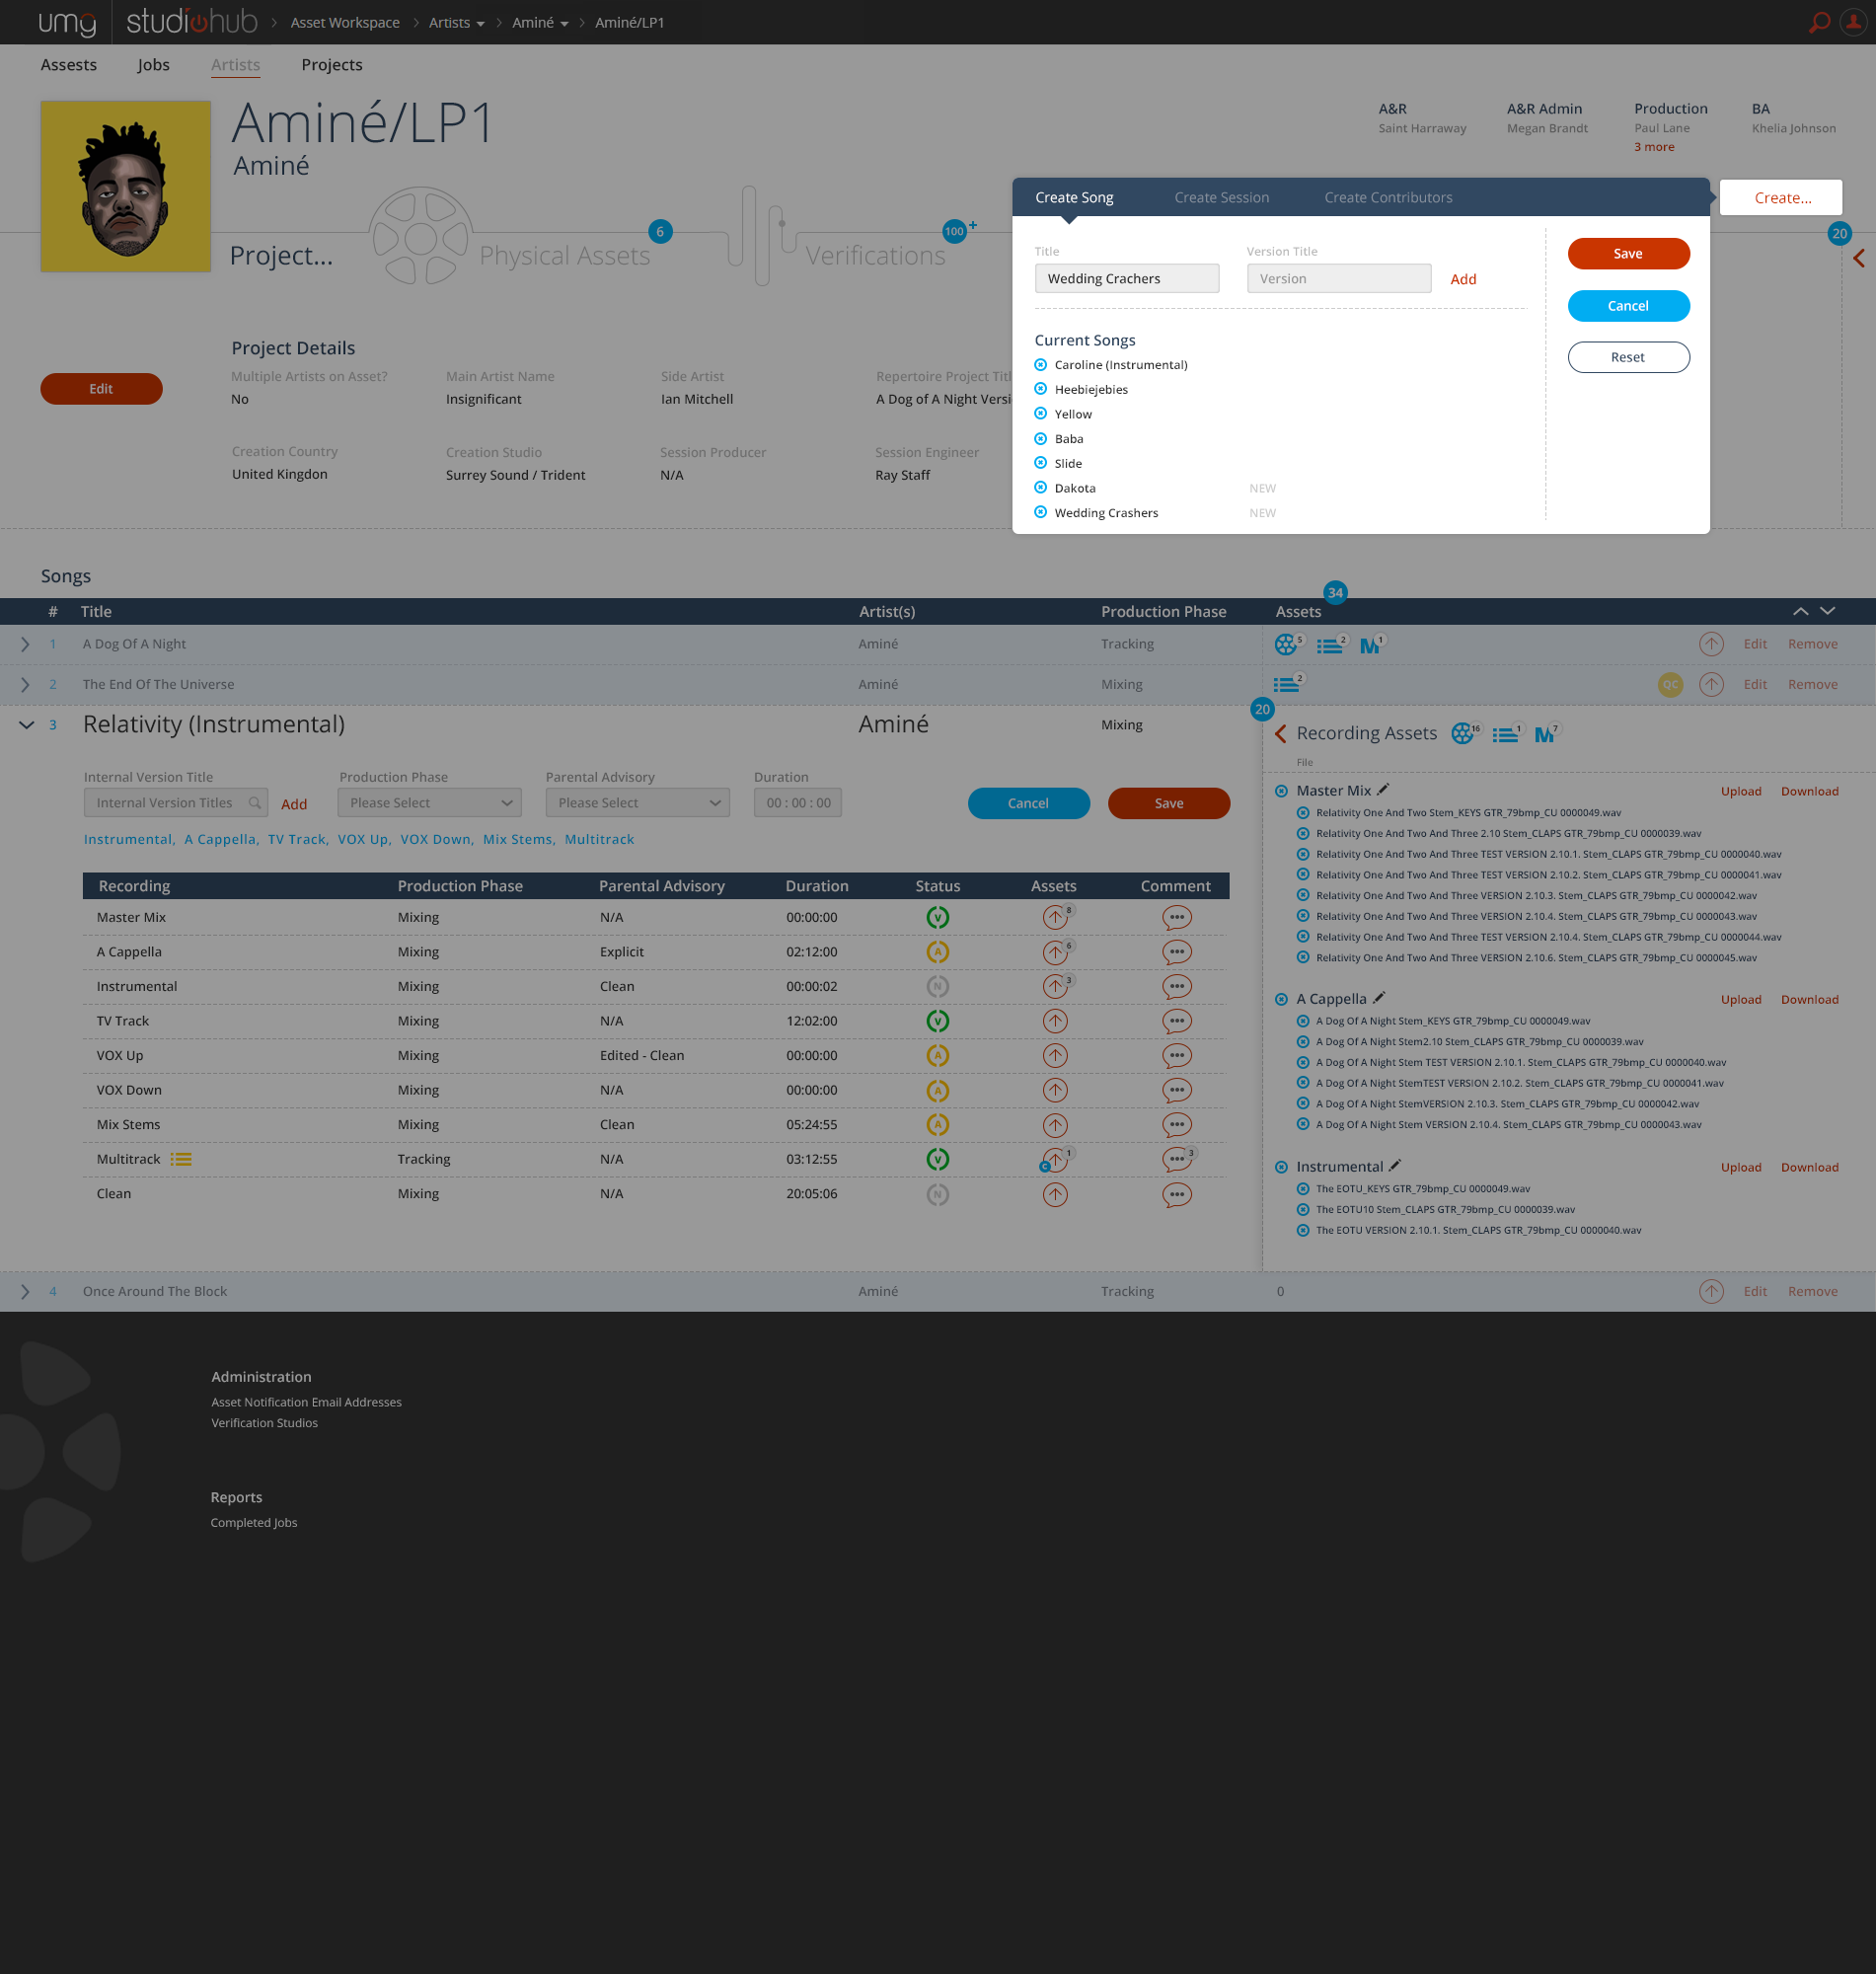 umg studiohub > Asset Workspace > Artists > Aminé > Aminé/LP1
Assests Jobs Artists Projects
Aminé/LP1
Aminé
A&R A&R Admin Production BA
Saint Harraway Megan Brandt Paul Lane Khelia Johnson
3 more
Create Song Create Session Create Contributors
Create...
Project... Physical Assets 6 Verifications 100+ 20
Title Version Title
Wedding Crachers Version Add
Save
Cancel
Reset
Current Songs
Caroline (Instrumental)
Heebiejebies
Yellow
Baba
Slide
Dakota NEW
Wedding Crashers NEW
Project Details
Edit
Multiple Artists on Asset? Main Artist Name Side Artist Repertoire Project Titl
No Insignificant Ian Mitchell A Dog of A Night Versi
Creation Country Creation Studio Session Producer Session Engineer
United Kingdon Surrey Sound / Trident N/A Ray Staff
Songs
# Title Artist(s) Production Phase Assets 34
1 A Dog Of A Night Aminé Tracking 5 2 M 1 Edit Remove
2 The End Of The Universe Aminé Mixing 2 QC Edit Remove
3 Relativity (Instrumental) Aminé Mixing 20
Internal Version Title Production Phase Parental Advisory Duration
Internal Version Titles Add Please Select Please Select 00 : 00 : 00 Cancel Save
Instrumental, A Cappella, TV Track, VOX Up, VOX Down, Mix Stems, Multitrack
Recording Production Phase Parental Advisory Duration Status Assets Comment
Master Mix Mixing N/A 00:00:00 V 8
A Cappella Mixing Explicit 02:12:00 A 6
Instrumental Mixing Clean 00:00:02 N 3
TV Track Mixing N/A 12:02:00 V
VOX Up Mixing Edited - Clean 00:00:00 A
VOX Down Mixing N/A 00:00:00 A
Mix Stems Mixing Clean 05:24:55 A
Multitrack Tracking N/A 03:12:55 V C 1 3
Clean Mixing N/A 20:05:06 N
Recording Assets 16 1 M 7
File
Master Mix Upload Download
Relativity One And Two Stem_KEYS GTR_79bmp_CU 0000049.wav
Relativity One And Two And Three 2.10 Stem_CLAPS GTR_79bmp_CU 0000039.wav
Relativity One And Two And Three TEST VERSION 2.10.1. Stem_CLAPS GTR_79bmp_CU 0000040.wav
Relativity One And Two And Three TEST VERSION 2.10.2. Stem_CLAPS GTR_79bmp_CU 0000041.wav
Relativity One And Two And Three VERSION 2.10.3. Stem_CLAPS GTR_79bmp_CU 0000042.wav
Relativity One And Two And Three VERSION 2.10.4. Stem_CLAPS GTR_79bmp_CU 0000043.wav
Relativity One And Two And Three TEST VERSION 2.10.4. Stem_CLAPS GTR_79bmp_CU 0000044.wav
Relativity One And Two And Three VERSION 2.10.6. Stem_CLAPS GTR_79bmp_CU 0000045.wav
A Cappella Upload Download
A Dog Of A Night Stem_KEYS GTR_79bmp_CU 0000049.wav
A Dog Of A Night Stem2.10 Stem_CLAPS GTR_79bmp_CU 0000039.wav
A Dog Of A Night Stem TEST VERSION 2.10.1. Stem_CLAPS GTR_79bmp_CU 0000040.wav
A Dog Of A Night StemTEST VERSION 2.10.2. Stem_CLAPS GTR_79bmp_CU 0000041.wav
A Dog Of A Night StemVERSION 2.10.3. Stem_CLAPS GTR_79bmp_CU 0000042.wav
A Dog Of A Night Stem VERSION 2.10.4. Stem_CLAPS GTR_79bmp_CU 0000043.wav
Instrumental Upload Download
The EOTU_KEYS GTR_79bmp_CU 0000049.wav
The EOTU10 Stem_CLAPS GTR_79bmp_CU 0000039.wav
The EOTU VERSION 2.10.1. Stem_CLAPS GTR_79bmp_CU 0000040.wav
4 Once Around The Block Aminé Tracking 0 Edit Remove
Administration
Asset Notification Email Addresses
Verification Studios
Reports
Completed Jobs